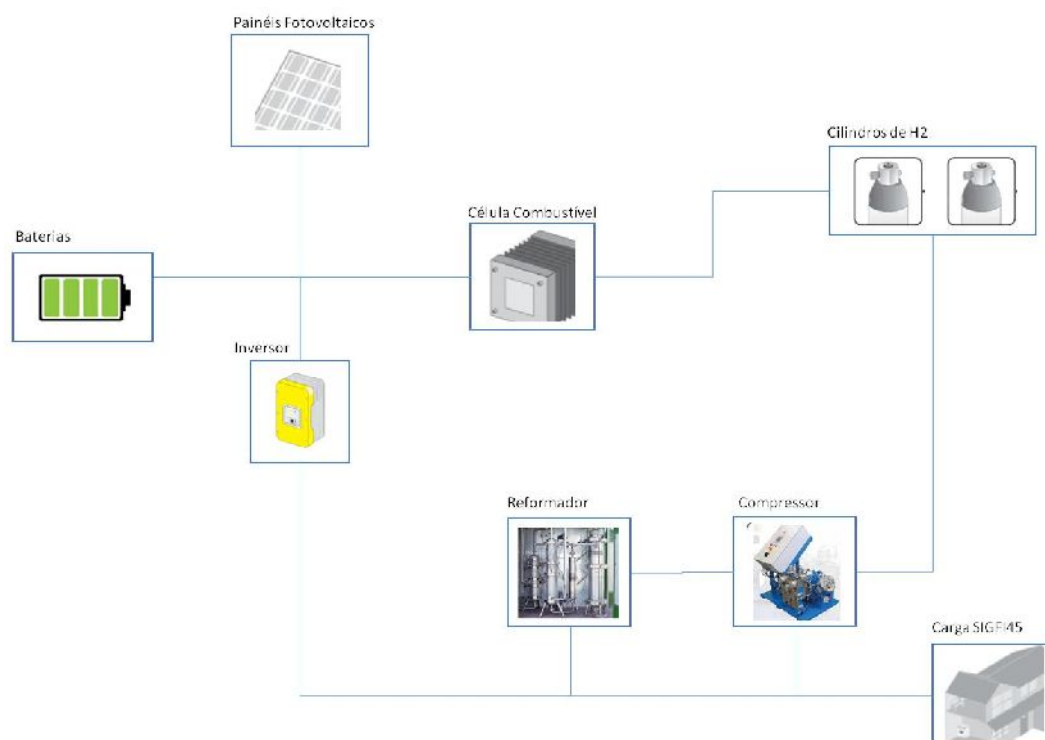 Painéis Fotovoltaicos
Cilindros de H2
Célula Combustível
Baterias
Inversor
Reformador
Compressor
Carga SIGFI45